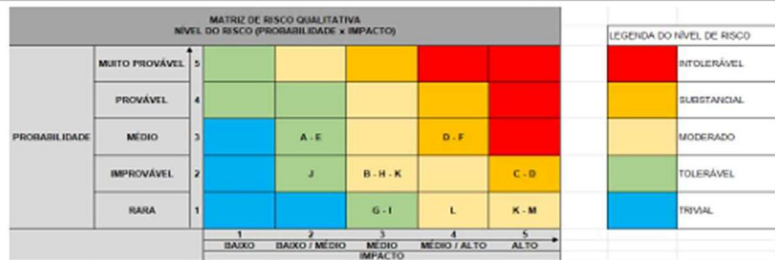 MATRIZ DE RISCO QUALITATIVA
NÍVEL DO RISCO (PROBABILIDADE x IMPACTO)
LEGENDA DO NÍVEL DE RISCO
MUITO PROVÁVEL 5
INTOLERÁVEL
PROVÁVEL 4
SUBSTANCIAL
PROBABILIDADE
MÉDIO 3 A - E D - F
MODERADO
IMPROVÁVEL 2 J B - H - K C - D
TOLERÁVEL
RARA 1 G - I L K - M
TRIVIAL
1 2 3 4 5
BAIXO BAIXO / MÉDIO MÉDIO MÉDIO / ALTO ALTO
IMPACTO